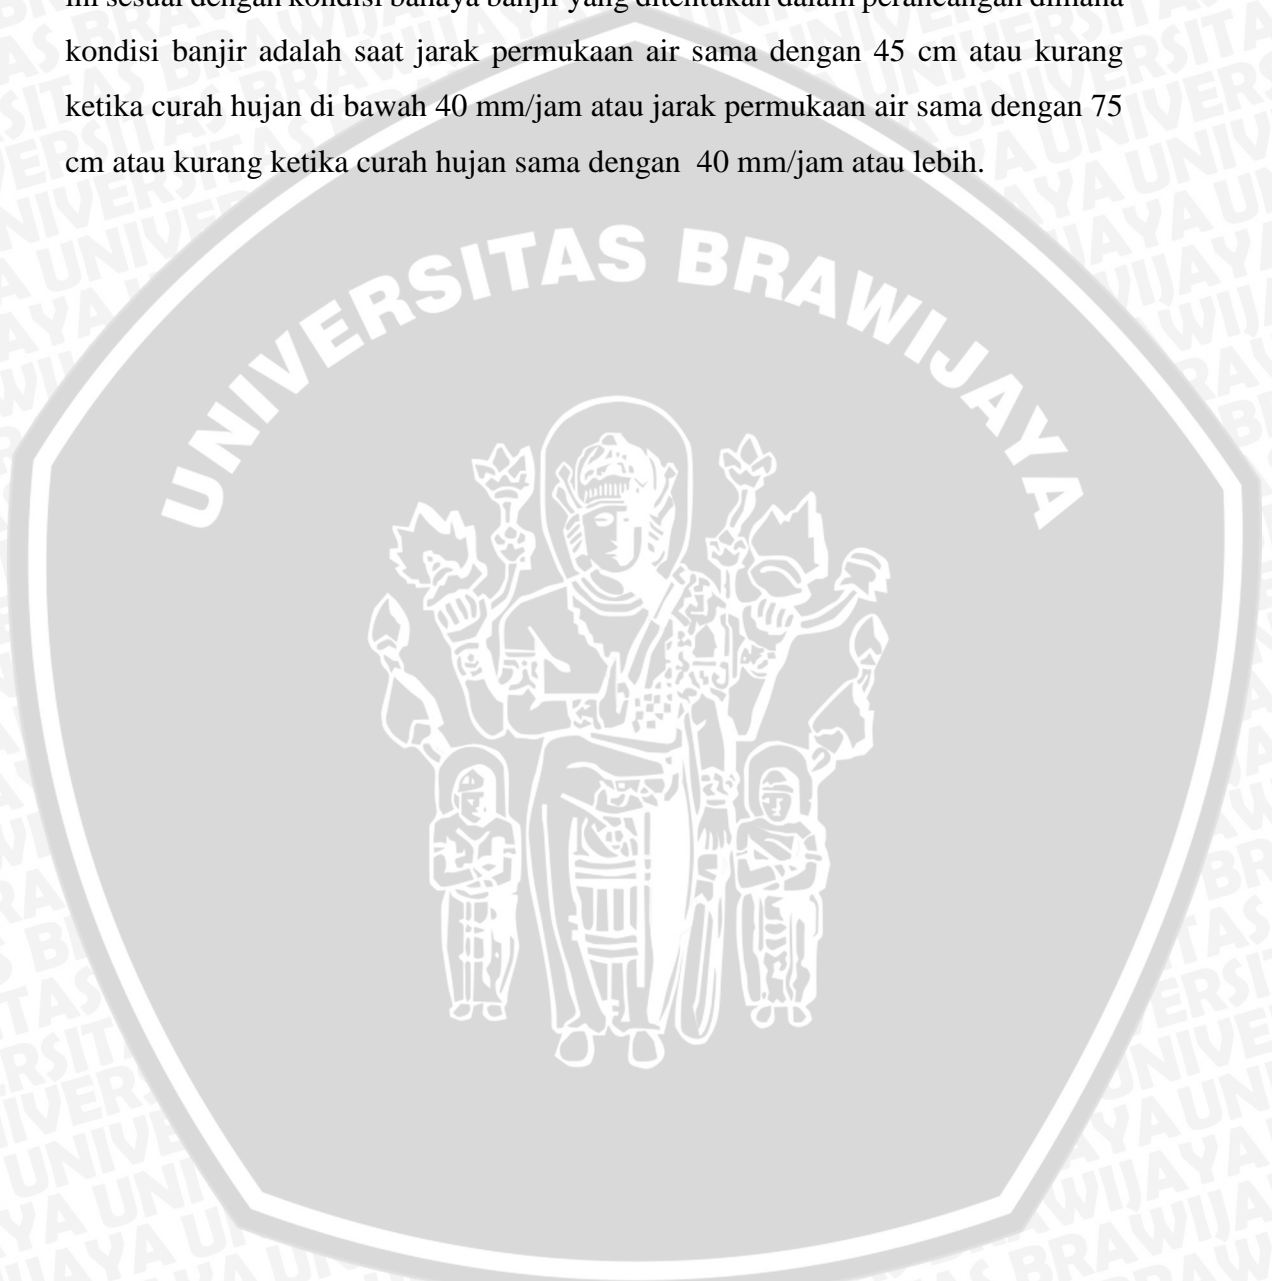 ini sesuai dengan kondisi bahaya banjir yang ditentukan dalam perancangan dimana
kondisi banjir adalah saat jarak permukaan air sama dengan 45 cm atau kurang
ketika curah hujan di bawah 40 mm/jam atau jarak permukaan air sama dengan 75
cm atau kurang ketika curah hujan sama dengan 40 mm/jam atau lebih.
UNIVERSITAS BRAWIJAYA